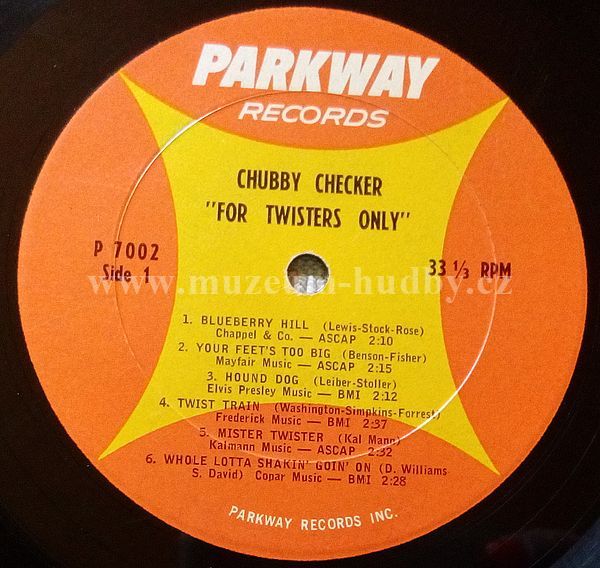 PARKWAY
RECORDS
CHUBBY CHECKER
"FOR TWISTERS ONLY"
P 7002
Side 1
33 1/3 RPM
www.muzeum-hudby.cz
1. BLUEBERRY HILL (Lewis-Stock-Rose)
Chappel & Co. — ASCAP 2:10
2. YOUR FEET'S TOO BIG (Benson-Fisher)
Mayfair Music — ASCAP 2:15
3. HOUND DOG (Leiber-Stoller)
Elvis Presley Music — BMI 2:12
4. TWIST TRAIN (Washington-Simpkins-Forrest)
Frederick Music — BMI 2:37
5. MISTER TWISTER (Kal Mann)
Kalmann Music — ASCAP 2:32
6. WHOLE LOTTA SHAKIN' GOIN' ON (D. Williams-
S. David) Copar Music — BMI 2:28
PARKWAY RECORDS INC.